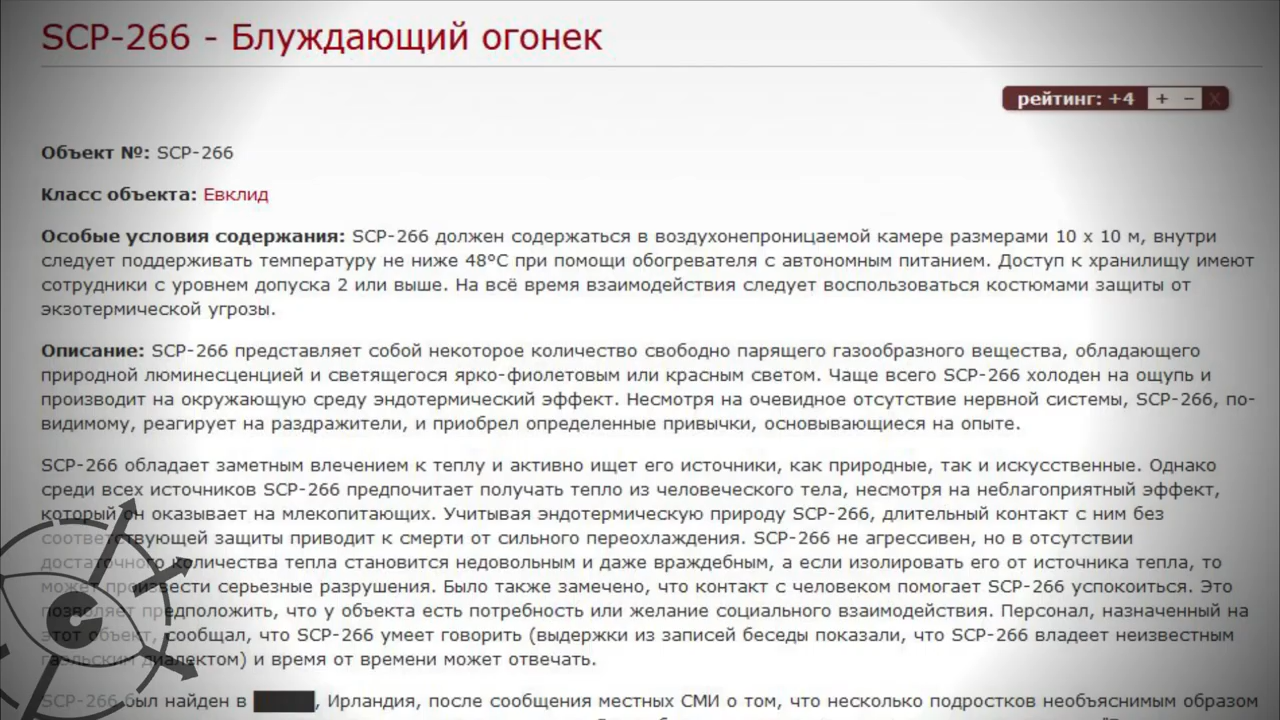 SCP-266 - Блуждающий огонек
рейтинг: +4 + − X
Объект №: SCP-266
Класс объекта: Евклид
Особые условия содержания: SCP-266 должен содержаться в воздухонепроницаемой камере размерами 10 x 10 м, внутри
следует поддерживать температуру не ниже 48°C при помощи обогревателя с автономным питанием. Доступ к хранилищу имеют
сотрудники с уровнем допуска 2 или выше. На всё время взаимодействия следует воспользоваться костюмами защиты от
экзотермической угрозы.
Описание: SCP-266 представляет собой некоторое количество свободно парящего газообразного вещества, обладающего
природной люминесценцией и светящегося ярко-фиолетовым или красным светом. Чаще всего SCP-266 холоден на ощупь и
производит на окружающую среду эндотермический эффект. Несмотря на очевидное отсутствие нервной системы, SCP-266, по-
видимому, реагирует на раздражители, и приобрел определенные привычки, основывающиеся на опыте.
SCP-266 обладает заметным влечением к теплу и активно ищет его источники, как природные, так и искусственные. Однако
среди всех источников SCP-266 предпочитает получать тепло из человеческого тела, несмотря на неблагоприятный эффект,
который он оказывает на млекопитающих. Учитывая эндотермическую природу SCP-266, длительный контакт с ним без
соответствующей защиты приводит к смерти от сильного переохлаждения. SCP-266 не агрессивен, но в отсутствии
достаточного количества тепла становится недовольным и даже враждебным, а если изолировать его от источника тепла, то
может произвести серьезные разрушения. Было также замечено, что контакт с человеком помогает SCP-266 успокоиться. Это
позволяет предположить, что у объекта есть потребность или желание социального взаимодействия. Персонал, назначенный на
этот объект, сообщал, что SCP-266 умеет говорить (выдержки из записей беседы показали, что SCP-266 владеет неизвестным
гаэльским диалектом) и время от времени может отвечать.
SCP-266 был найден в , Ирландия, после сообщения местных СМИ о том, что несколько подростков необъяснимым образом